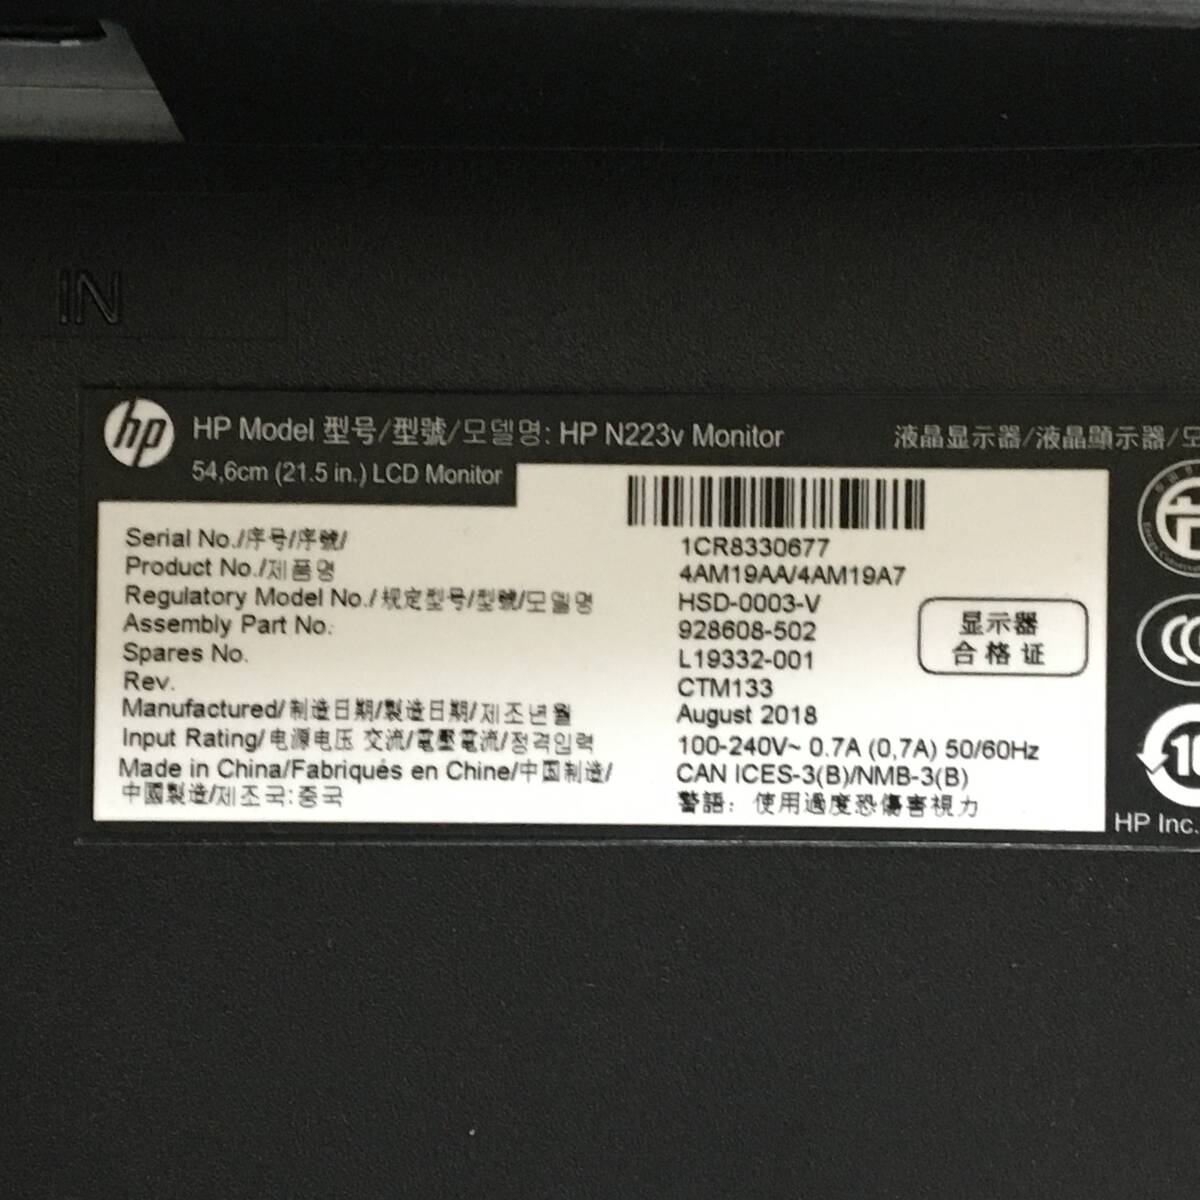 IN
hp
HP Model 型号/型號/모델명: HP N223v Monitor
液晶显示器/液晶顯示器/모
54,6cm (21.5 in.) LCD Monitor
Serial No./序号/序號/ 1CR8330677
Product No./제품명 4AM19AA/4AM19A7
Regulatory Model No./规定型号/型號/모델명 HSD-0003-V
Assembly Part No. 928608-502
Spares No. L19332-001
Rev. CTM133
Manufactured/制造日期/製造日期/제조년월 August 2018
Input Rating/电源电压 交流/電壓電流/정격입력 100-240V~ 0.7A (0,7A) 50/60Hz
Made in China/Fabriqués en Chine/中国制造/ CAN ICES-3(B)/NMB-3(B)
中國製造/제조국:중국 警語: 使用過度恐傷害視力
显示器
合格证
HP Inc.